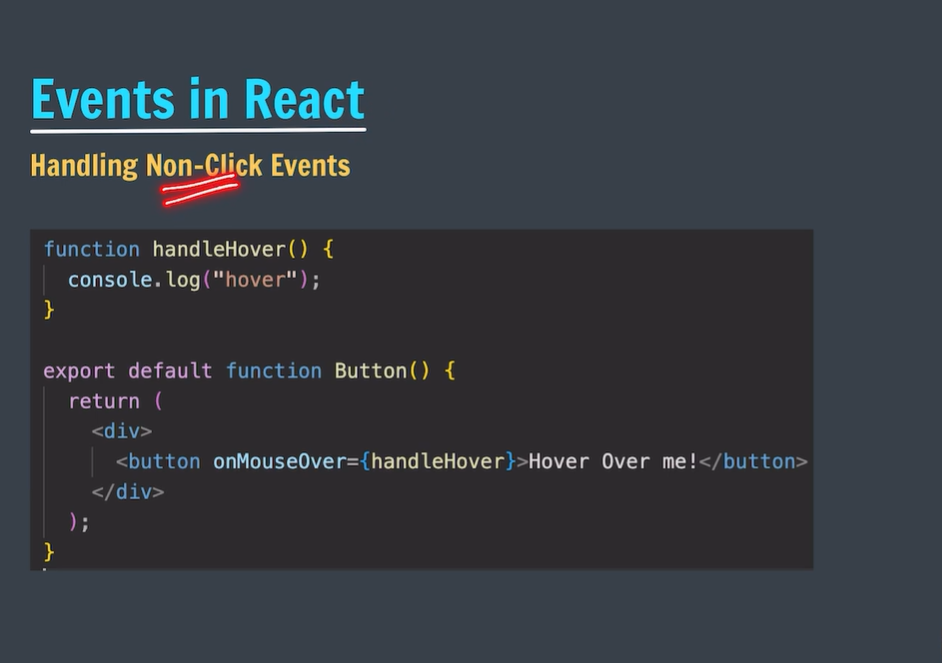 Events in React
Handling Non-Click Events
function handleHover() {
  console.log("hover");
}

export default function Button() {
  return (
    <div>
      <button onMouseOver={handleHover}>Hover Over me!</button>
    </div>
  );
}